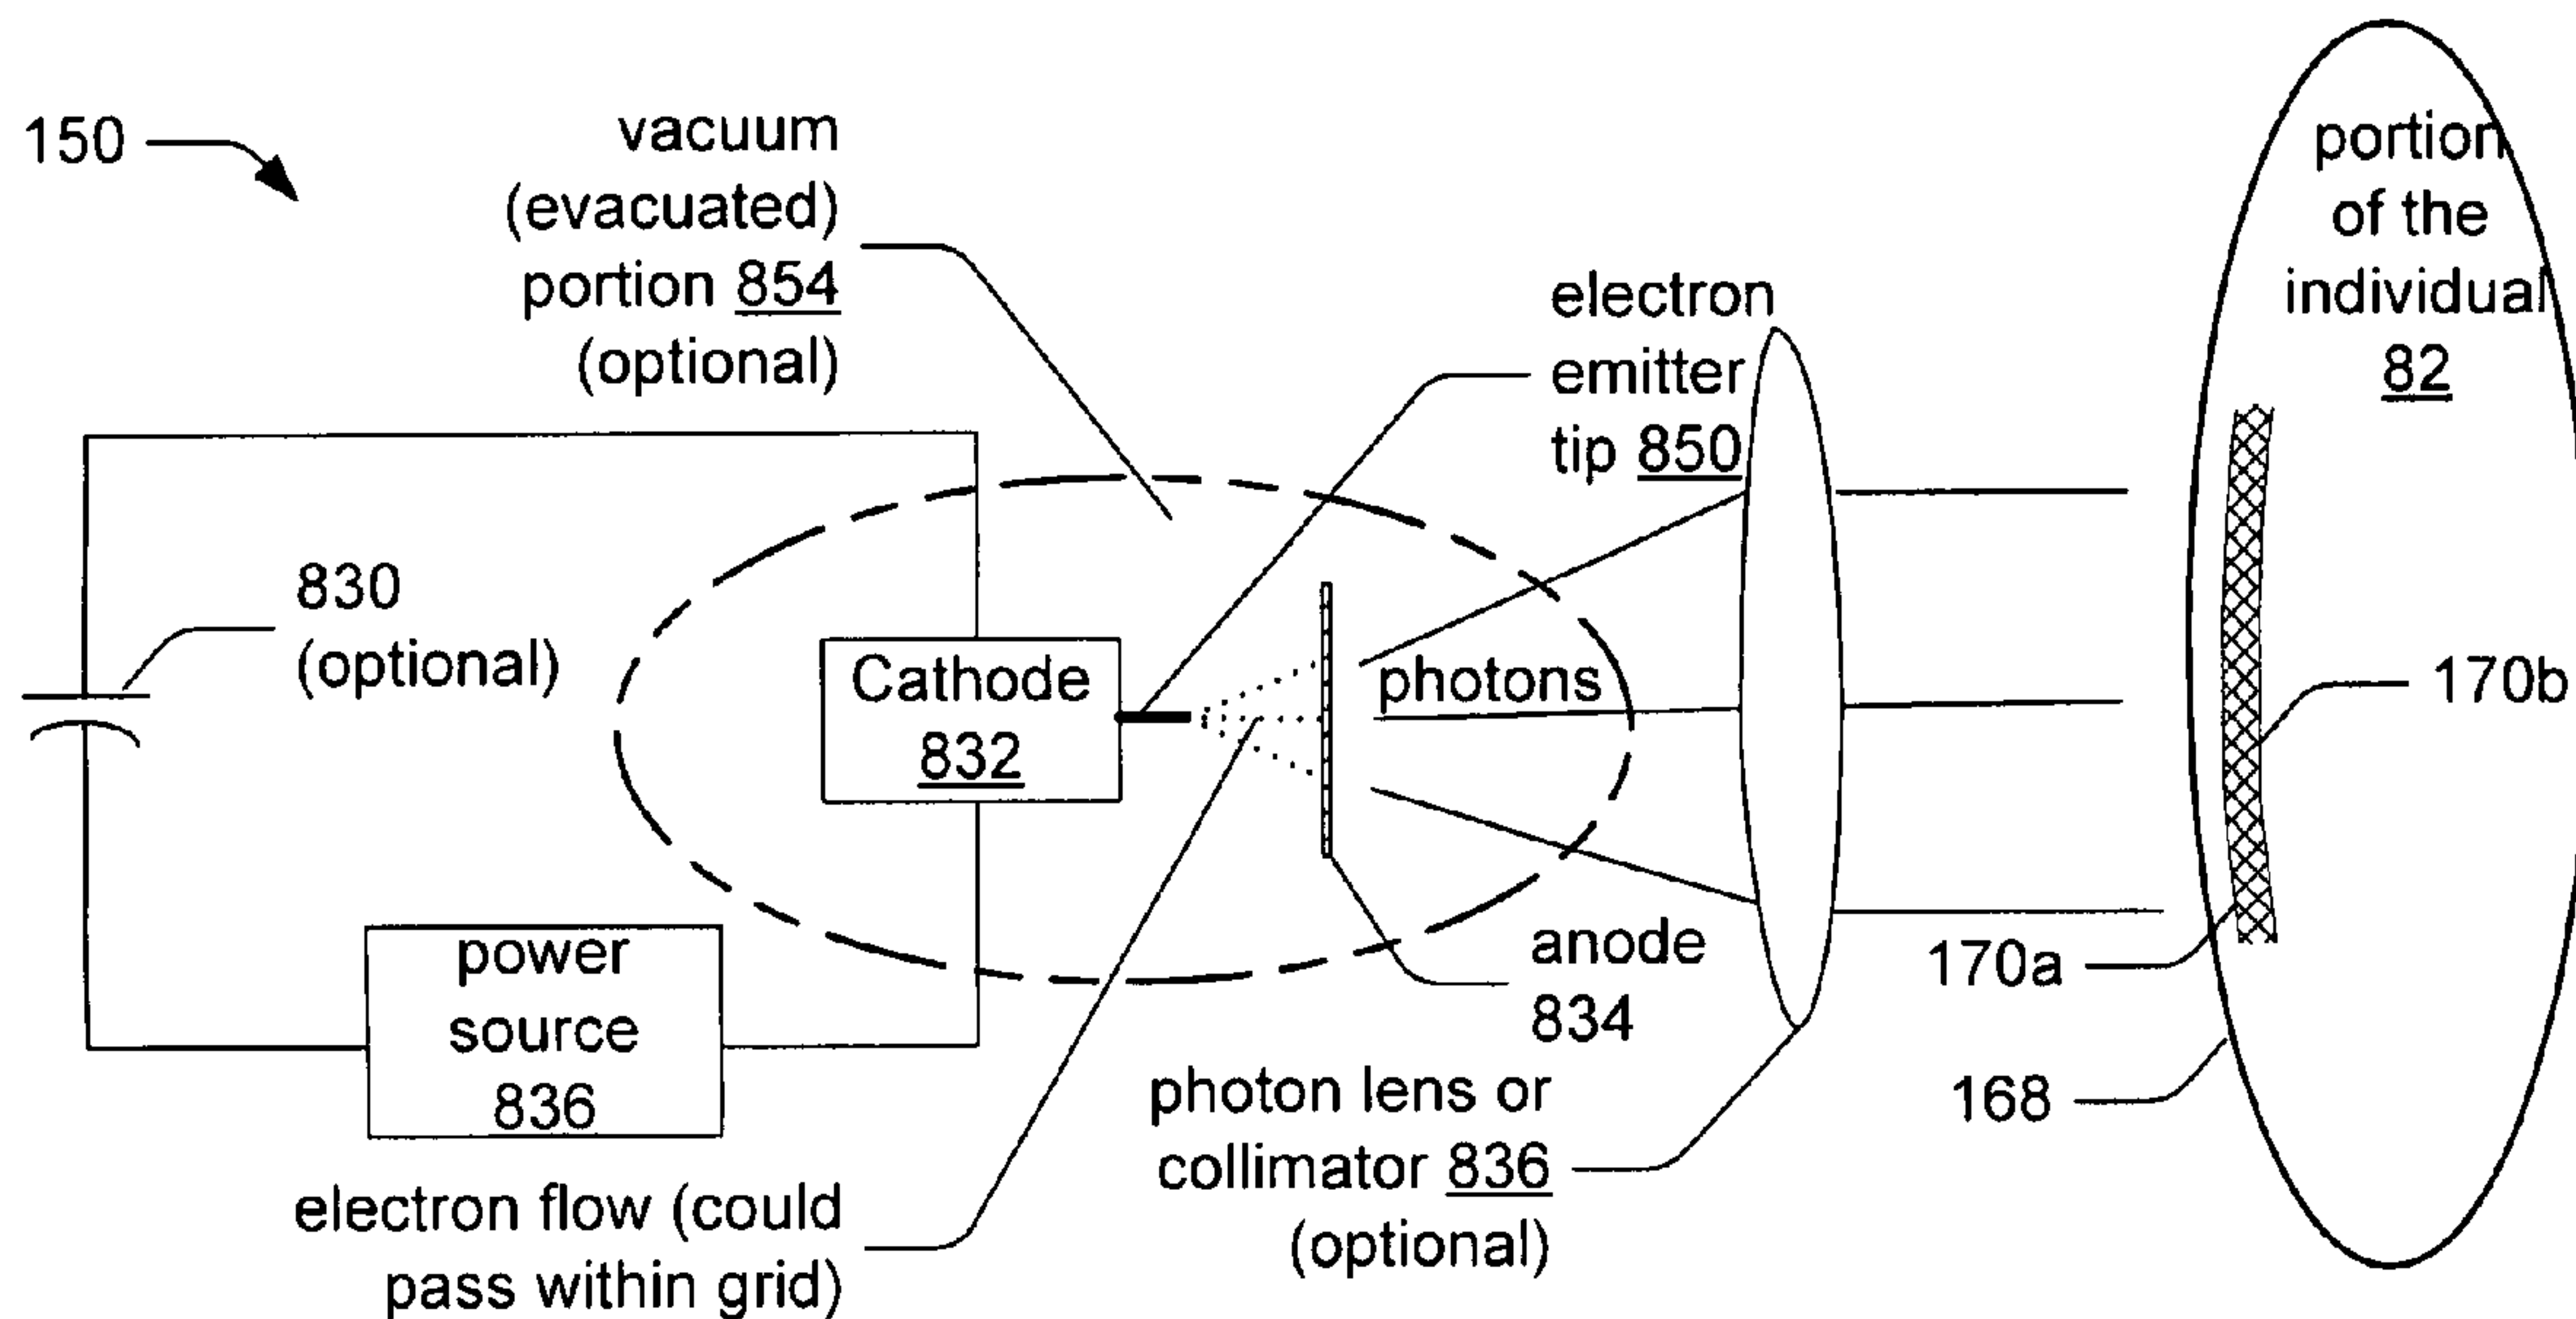 150
vacuum
(evacuated)
portion 854
(optional)
electron
emitter
tip 850
portion
of the
individual
82
830
(optional)
Cathode
832
photons
170b
power
source
836
anode
834
170a
168
photon lens or
collimator 836
(optional)
electron flow (could
pass within grid)